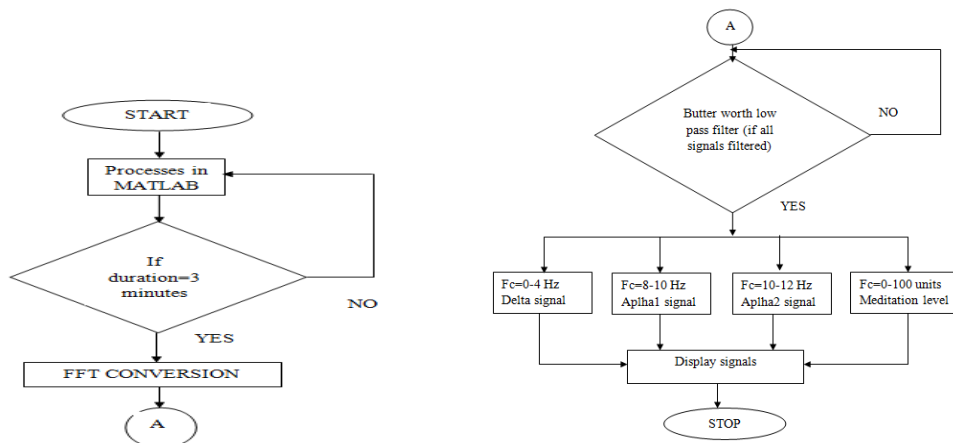 START
Processes in
MATLAB
If
duration=3
minutes
NO
YES
FFT CONVERSION
A
A
Butter worth low
pass filter (if all
signals filtered)
NO
YES
Fc=0-4 Hz
Delta signal
Fc=8-10 Hz
Aplha1 signal
Fc=10-12 Hz
Aplha2 signal
Fc=0-100 units
Meditation level
Display signals
STOP